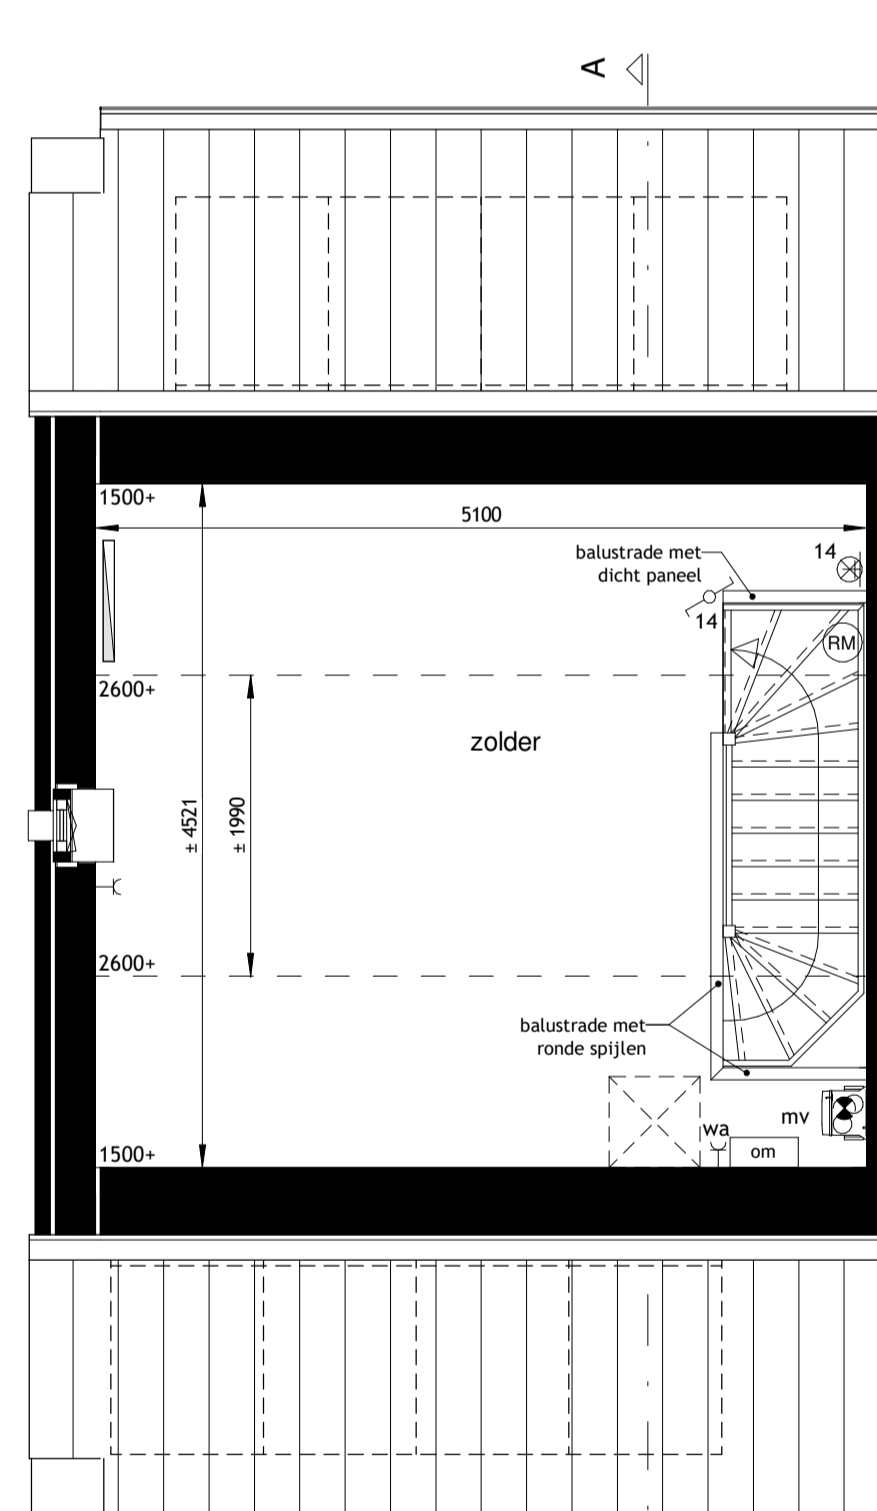 A
1500+
5100
balustrade met
dicht paneel
14
14
RM
2600+
zolder
± 4521
± 1990
2600+
balustrade met
ronde spijlen
mv
wa
om
1500+